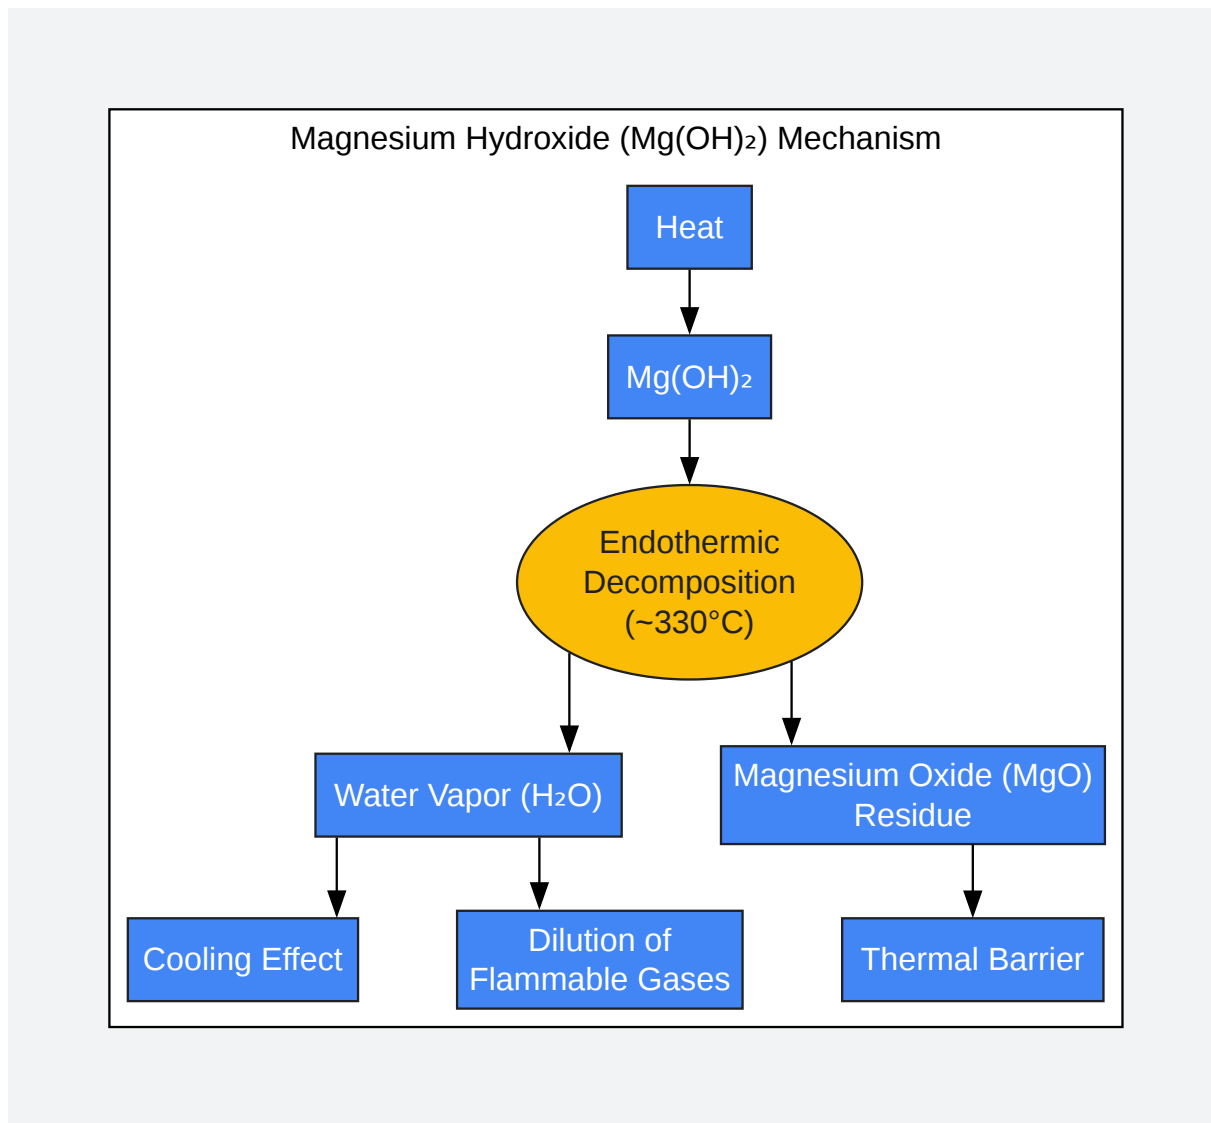 Magnesium Hydroxide (Mg(OH)₂) Mechanism
Heat
Mg(OH)₂
Endothermic
Decomposition
(~330°C)
Water Vapor (H₂O)
Magnesium Oxide (MgO)
Residue
Cooling Effect
Dilution of
Flammable Gases
Thermal Barrier